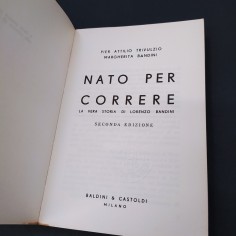 PIER ATTILIO TRIVULZIO
MARGHERITA BANDINI
NATO PER
CORRERE
LA VERA STORIA DI LORENZO BANDINI
SECONDA EDIZIONE
BALDINI & CASTOLDI
MILANO